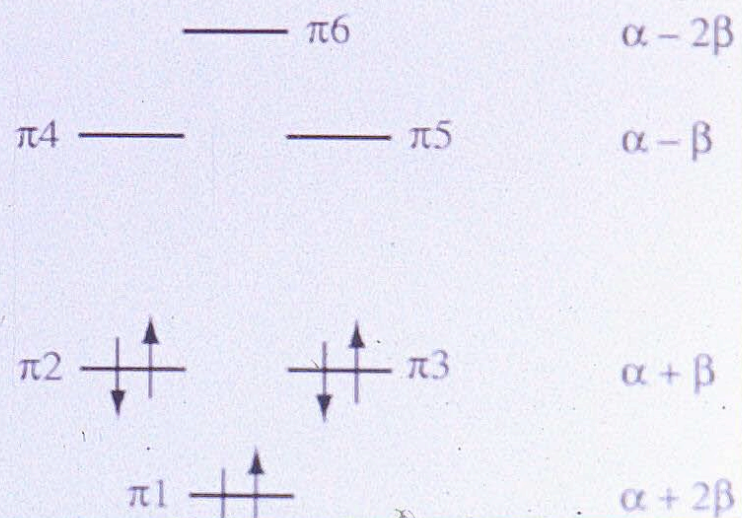 π6 α – 2β
π4 π5 α – β
π2 π3 α + β
π1 α + 2β